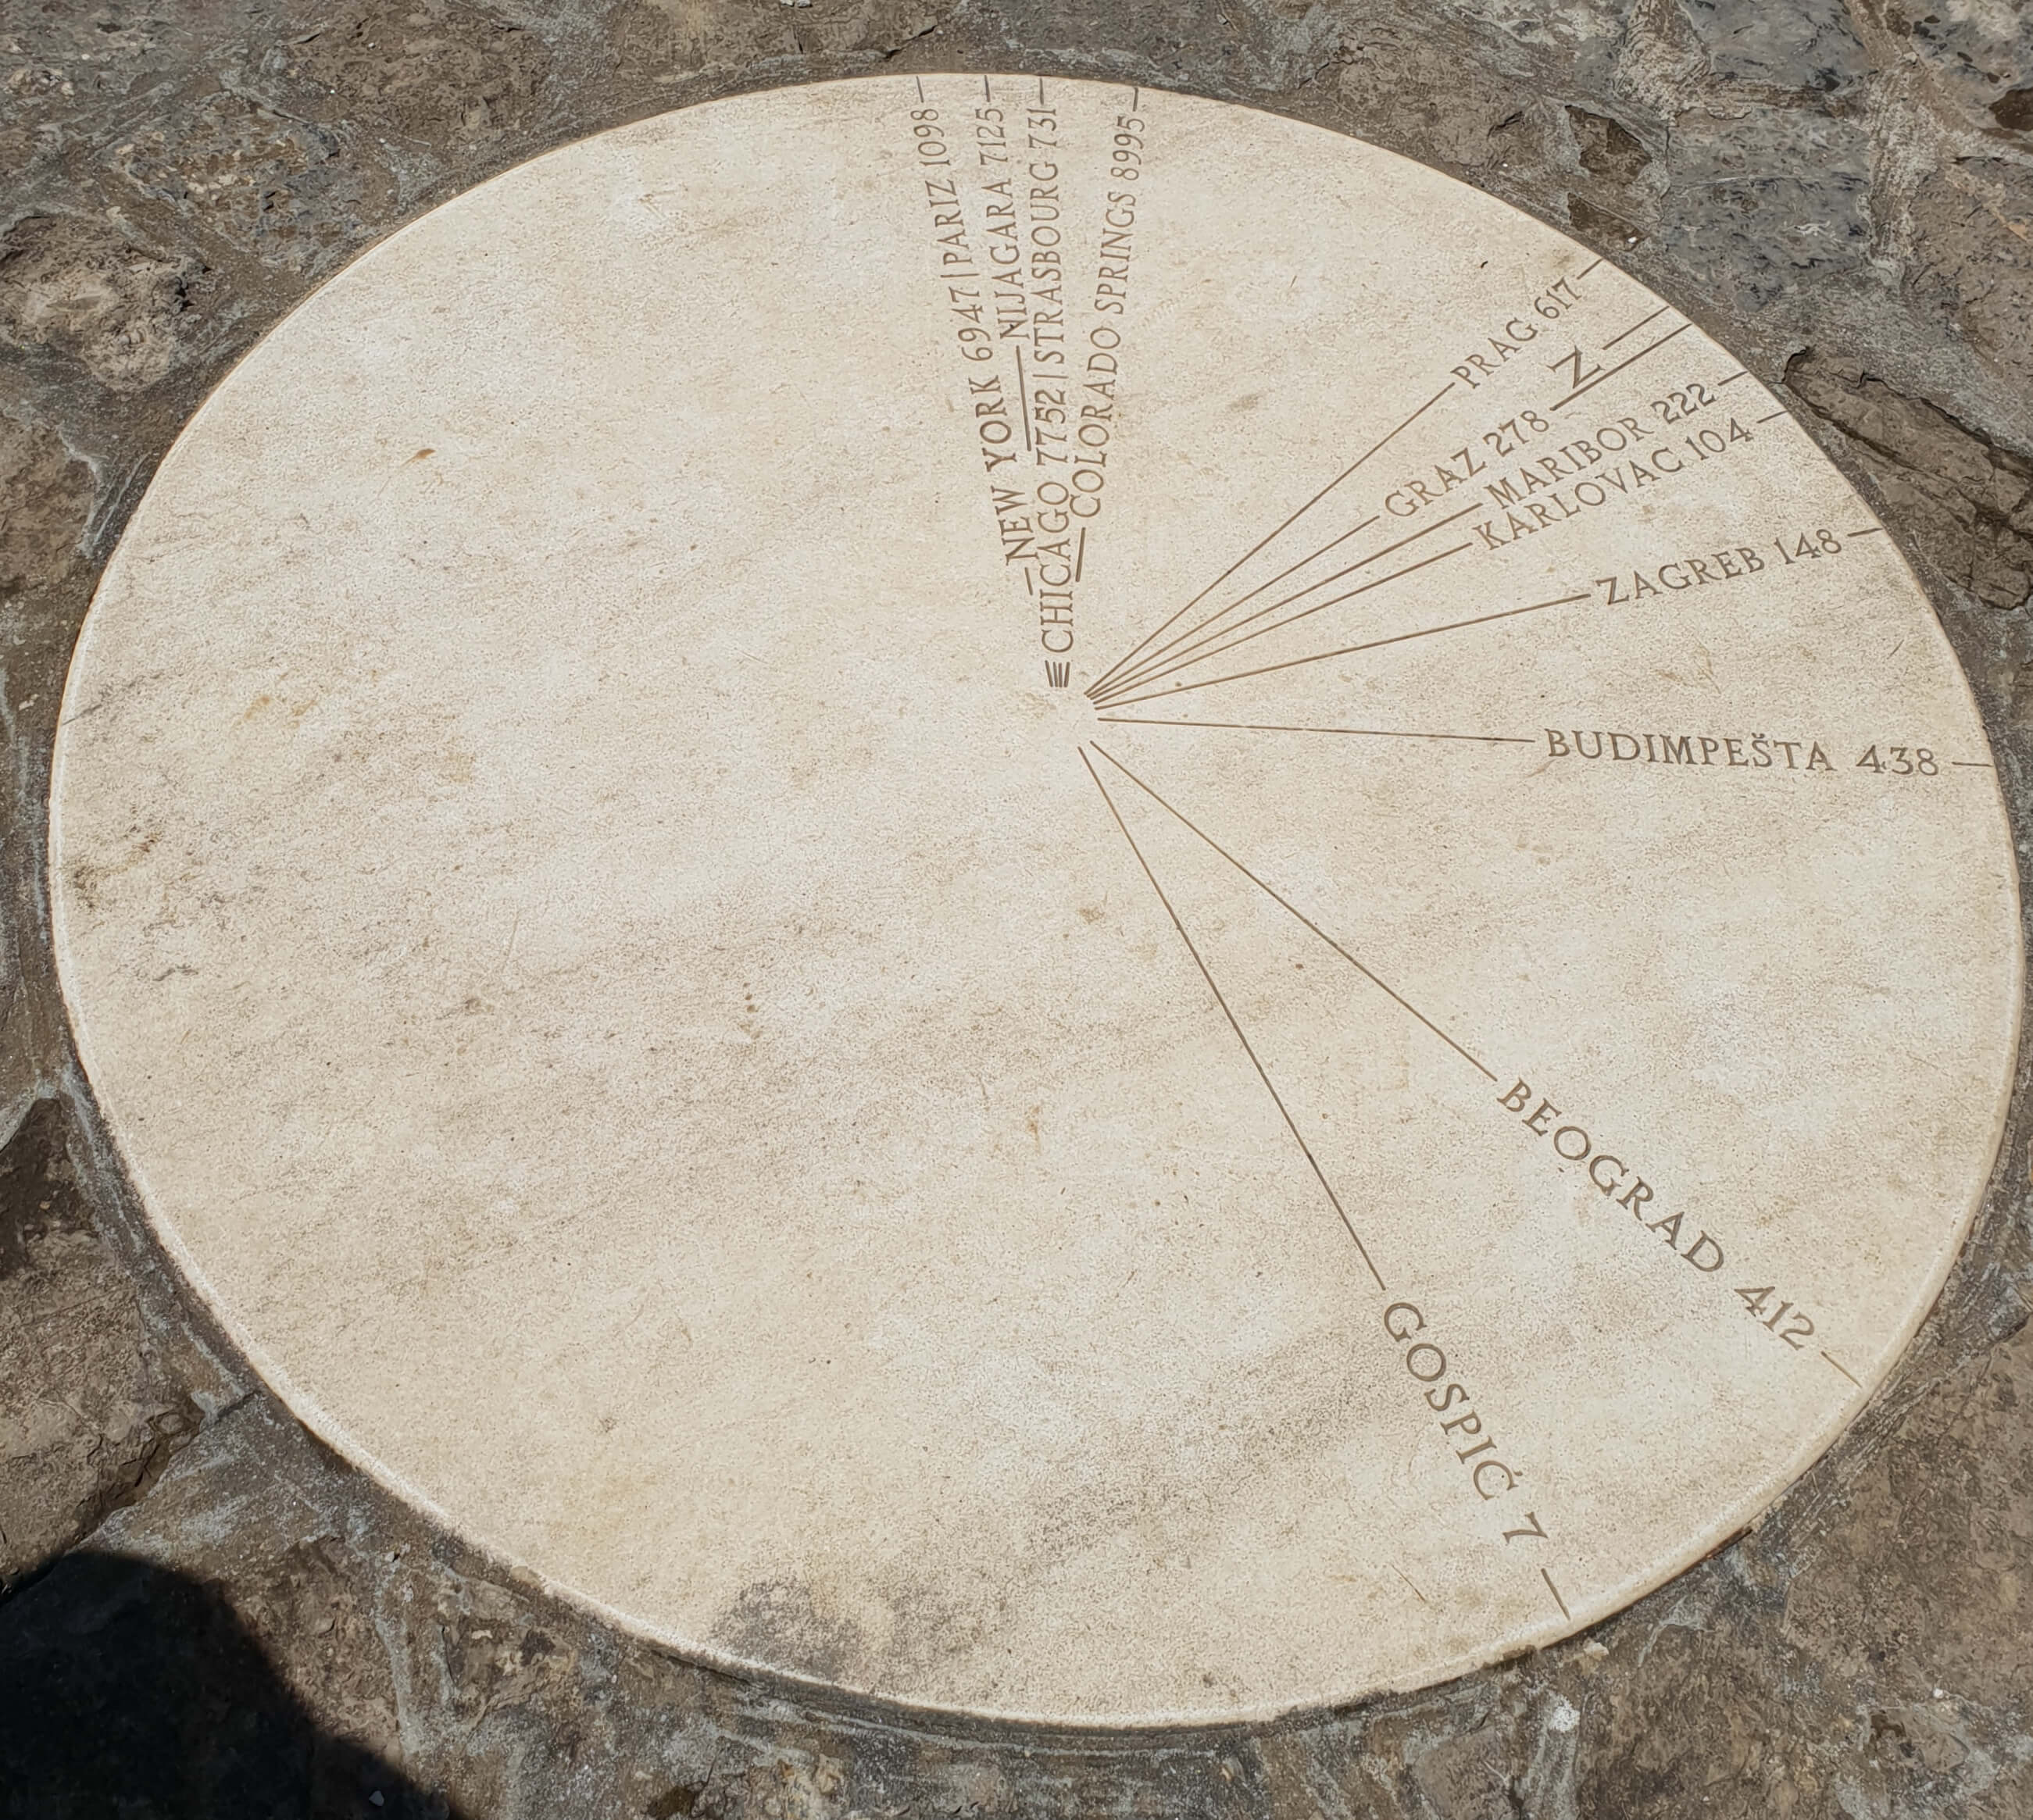 NEW YORK 6947 | PARIZ 1098
NIJAGARA 7125
CHICAGO 7752 | STRASBOURG 731
COLORADO SPRINGS 8995
PRAG 617
GRAZ 278
N
MARIBOR 222
KARLOVAC 104
ZAGREB 148
BUDIMPEŠTA 438
BEOGRAD 412
GOSPIĆ 7